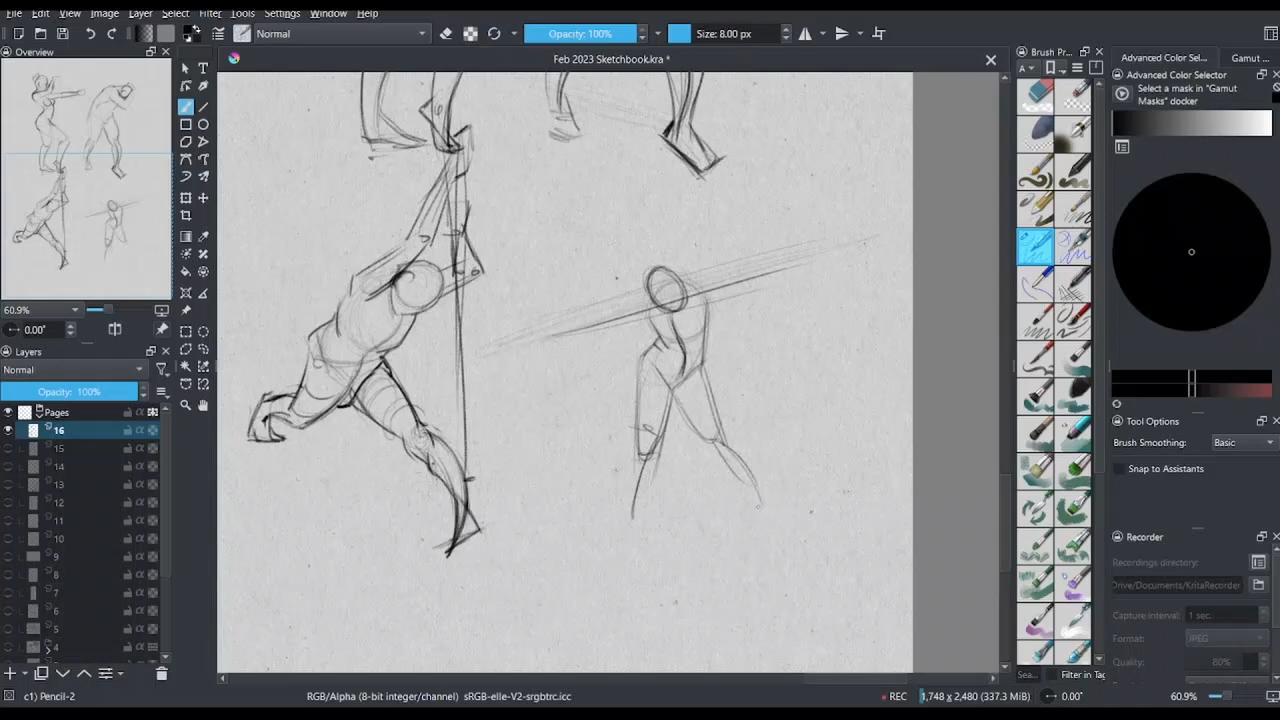 File Edit View Image Layer Select Filter Tools Settings Window Help
Normal
Opacity: 100%
Size: 8.00 px
Overview
Feb 2023 Sketchbook.kra *
Brush Pr...
Advanced Color Sel...
Gamut ...
A
Advanced Color Selector
Select a mask in "Gamut
Masks" docker
60.9%
0.00°
Layers
Normal
Opacity: 100%
Pages
16
15
14
13
12
11
10
9
8
7
6
5
4
Tool Options
Brush Smoothing: Basic
Snap to Assistants
Recorder
Recordings directory:
Drive/Documents/KritaRecorder
Capture interval: 1 sec.
Format: JPEG
Quality: 80%
Sea...
Filter in Tag
c1) Pencil-2
RGB/Alpha (8-bit integer/channel) sRGB-elle-V2-srgbtrc.icc
REC
1,748 x 2,480 (337.3 MiB)
0.00°
60.9%